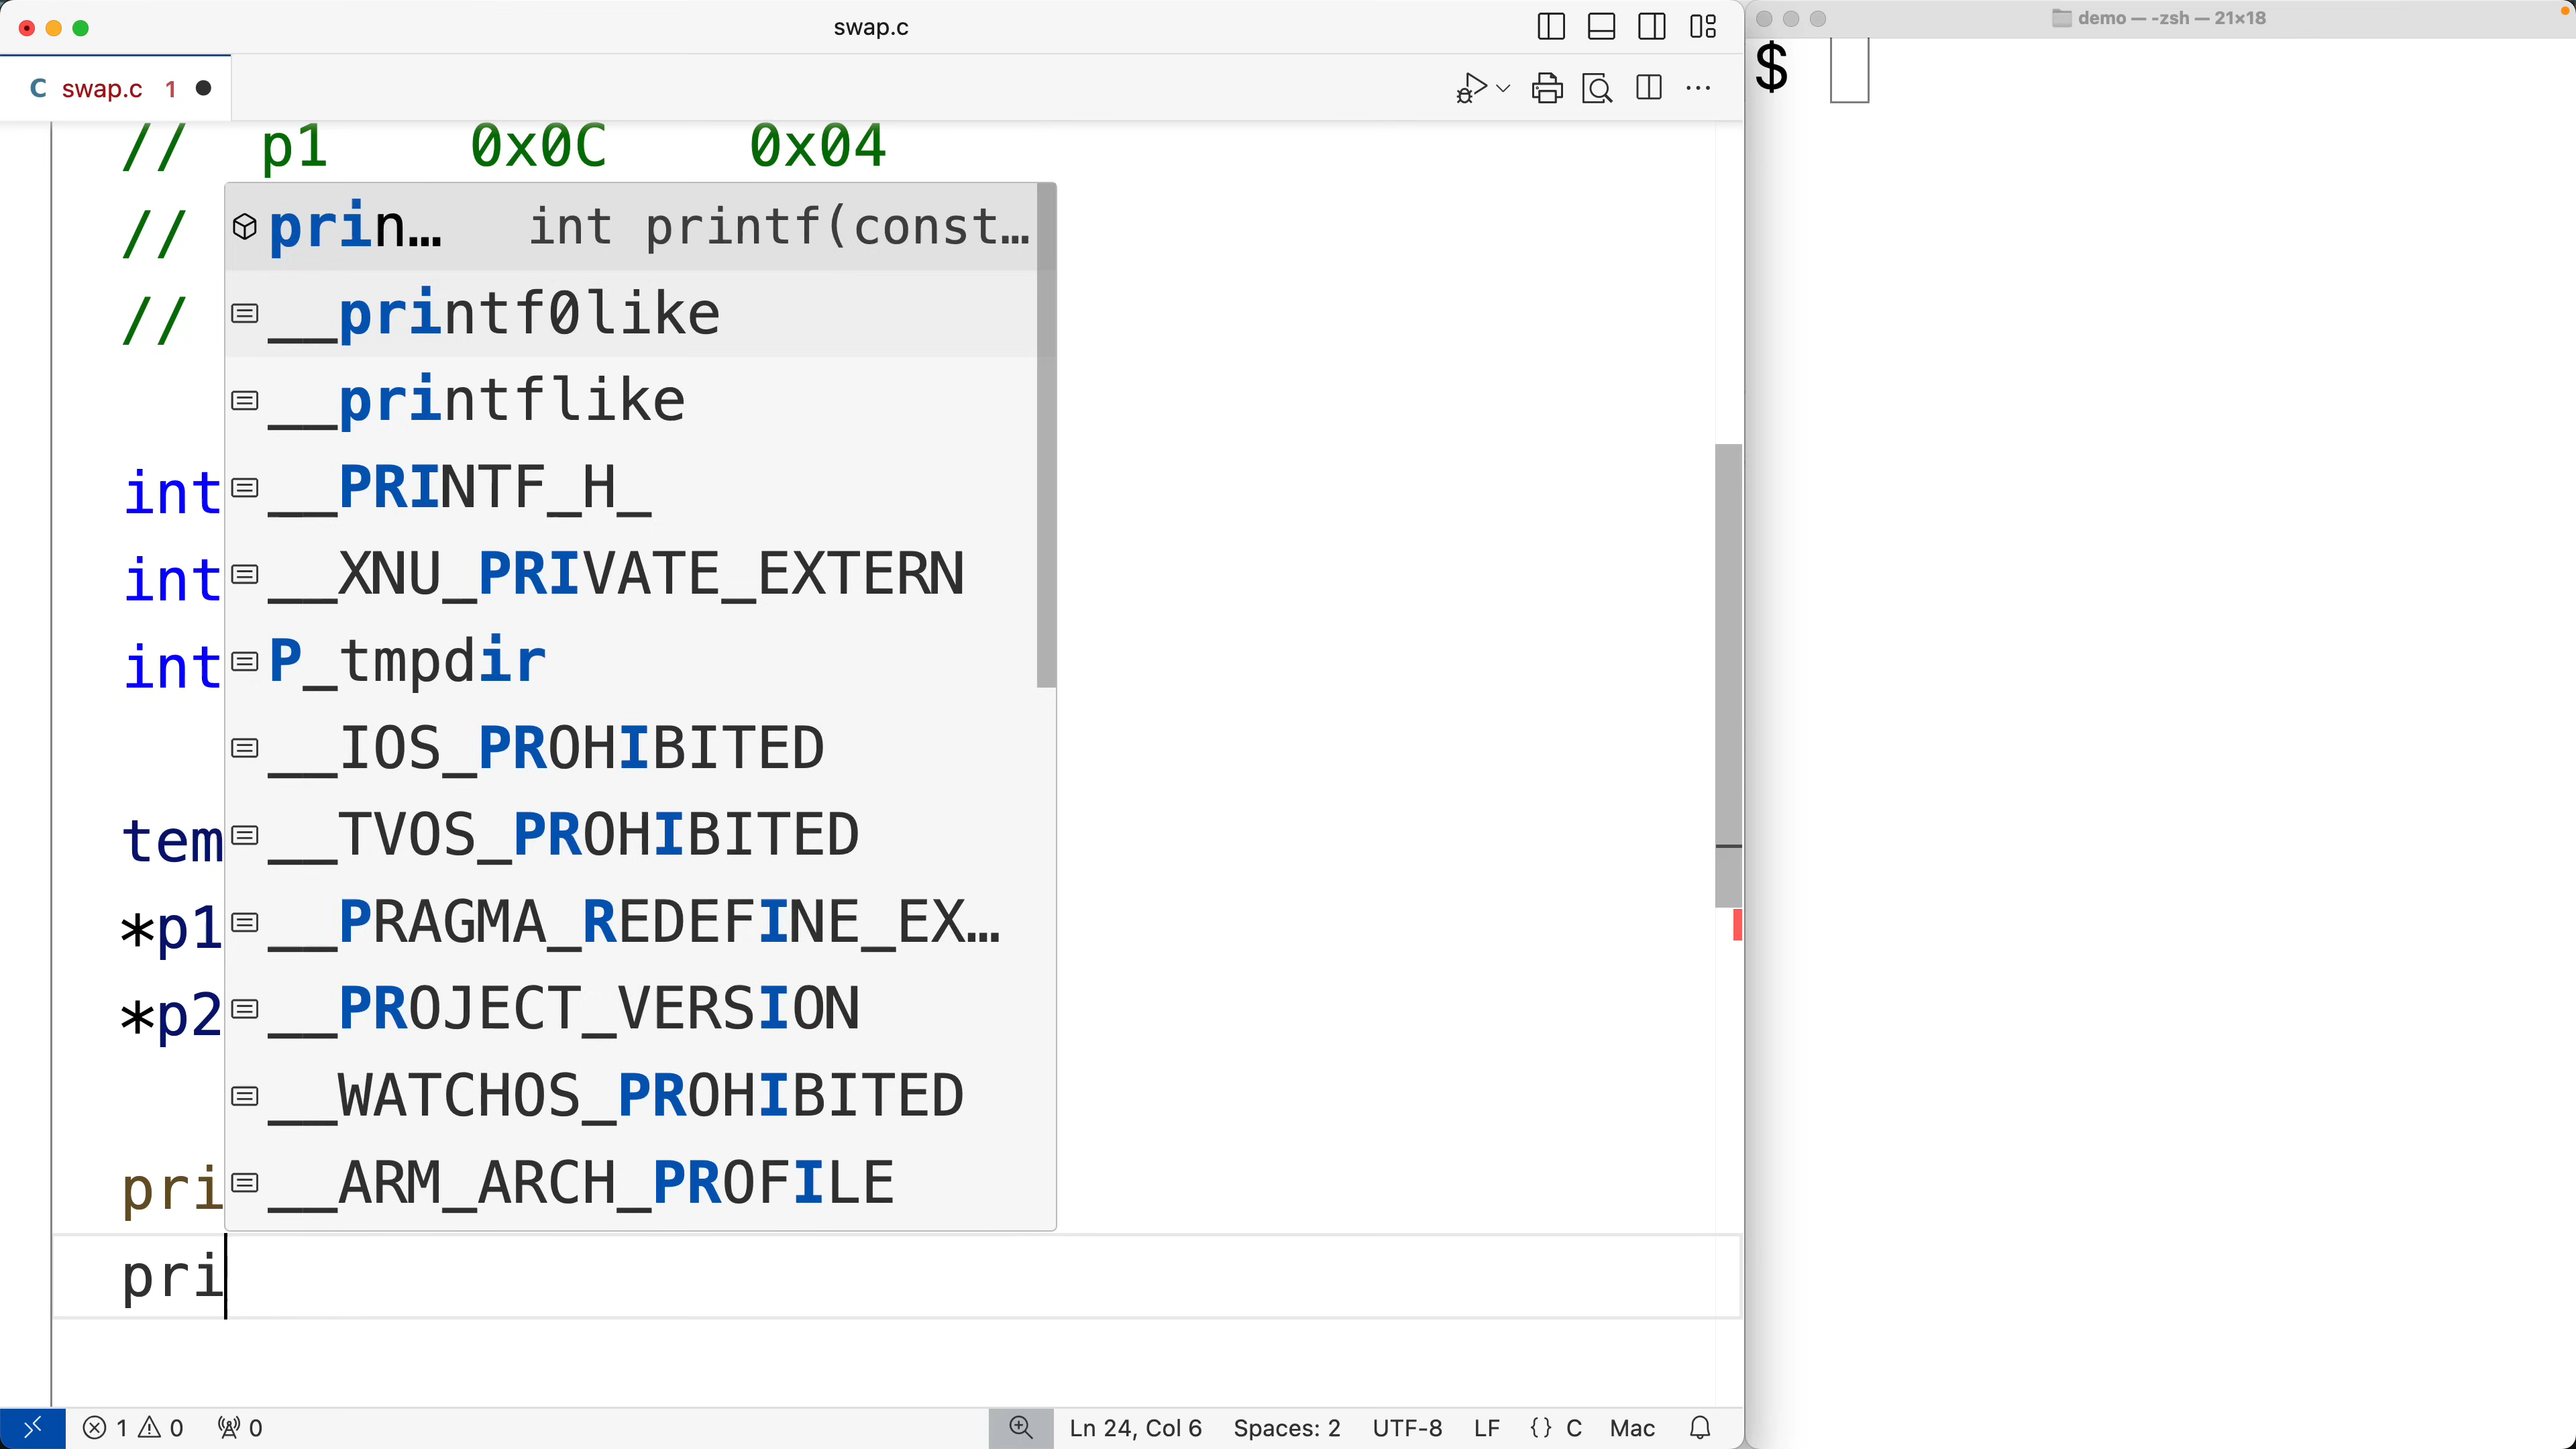 swap.c
demo — -zsh — 21×18
C swap.c 1
$
// p1 0x0C 0x04
//
//
prin… int printf(const…
__printf0like
__printflike
int __PRINTF_H_
int __XNU_PRIVATE_EXTERN
int P_tmpdir
__IOS_PROHIBITED
tem __TVOS_PROHIBITED
*p1 __PRAGMA_REDEFINE_EX…
*p2 __PROJECT_VERSION
__WATCHOS_PROHIBITED
pri __ARM_ARCH_PROFILE
pri
1 0 0 Ln 24, Col 6 Spaces: 2 UTF-8 LF {} C Mac